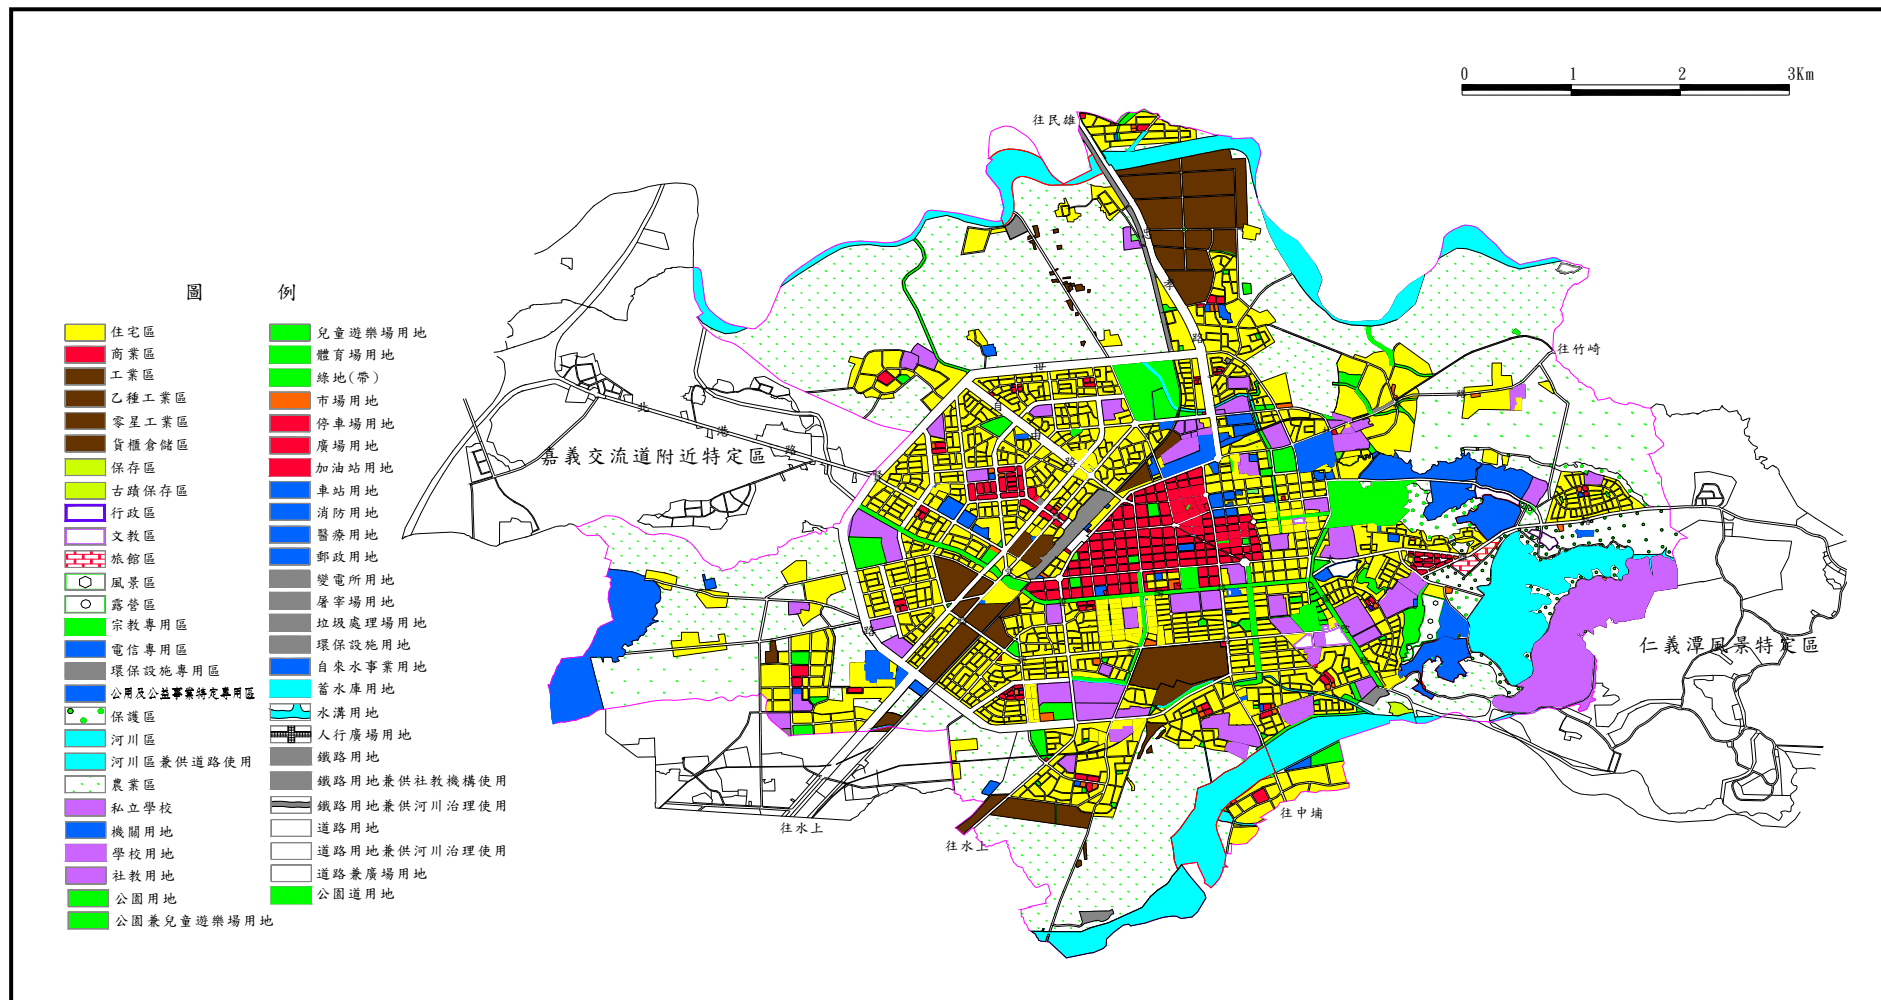 0 1 2 3Km
往民雄
忠
孝
路
往竹崎
路
世
自
由
路
賢
路
北
港
路
嘉義交流道附近特定區
仁義潭風景特定區
往水上
往水上
往中埔
圖 例
住宅區
商業區
工業區
乙種工業區
零星工業區
貨櫃倉儲區
保存區
古蹟保存區
行政區
文教區
旅館區
風景區
露營區
宗教專用區
電信專用區
環保設施專用區
公用及公益事業特定專用區
保護區
河川區
河川區兼供道路使用
農業區
私立學校
機關用地
學校用地
社教用地
公園用地
公園兼兒童遊樂場用地
兒童遊樂場用地
體育場用地
綠地(帶)
市場用地
停車場用地
廣場用地
加油站用地
車站用地
消防用地
醫療用地
郵政用地
變電所用地
屠宰場用地
垃圾處理場用地
環保設施用地
自來水事業用地
蓄水庫用地
水溝用地
人行廣場用地
鐵路用地
鐵路用地兼供社教機構使用
鐵路用地兼供河川治理使用
道路用地
道路用地兼供河川治理使用
道路兼廣場用地
公園道用地